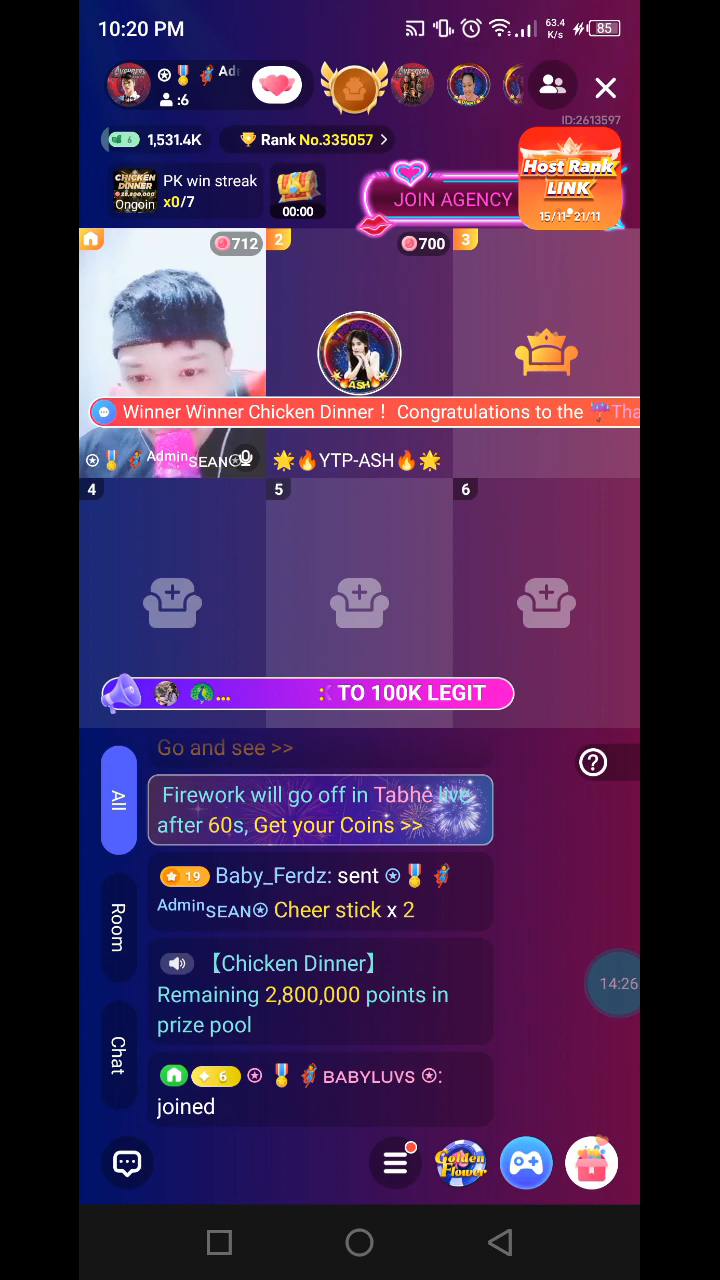 10:20 PM
63.4
K/s
85
Ad
:6
ID:2613597
6
1,531.4K
Rank No.335057 >
CHICKEN
DINNER
Ongoin
PK win streak
x0/7
00:00
JOIN AGENCY
Host Rank
LINK
15/11- 21/11
712
2
700
3
ASH
Winner Winner Chicken Dinner! Congratulations to the ☔Tha
✪🎖️ AdminSEAN✪
🌟🔥YTP-ASH🔥🌟
4
5
6
🦚...
TO 100K LEGIT
Go and see >>
Firework will go off in Tabhe live
after 60s, Get your Coins >>
19 Baby_Ferdz: sent ✪🎖️
AdminSEAN✪ Cheer stick x 2
【Chicken Dinner】
Remaining 2,800,000 points in
prize pool
6 ✪ 🎖️ BABYLUVS ✪:
joined
All
Room
Chat
14:26
Golden
Flower